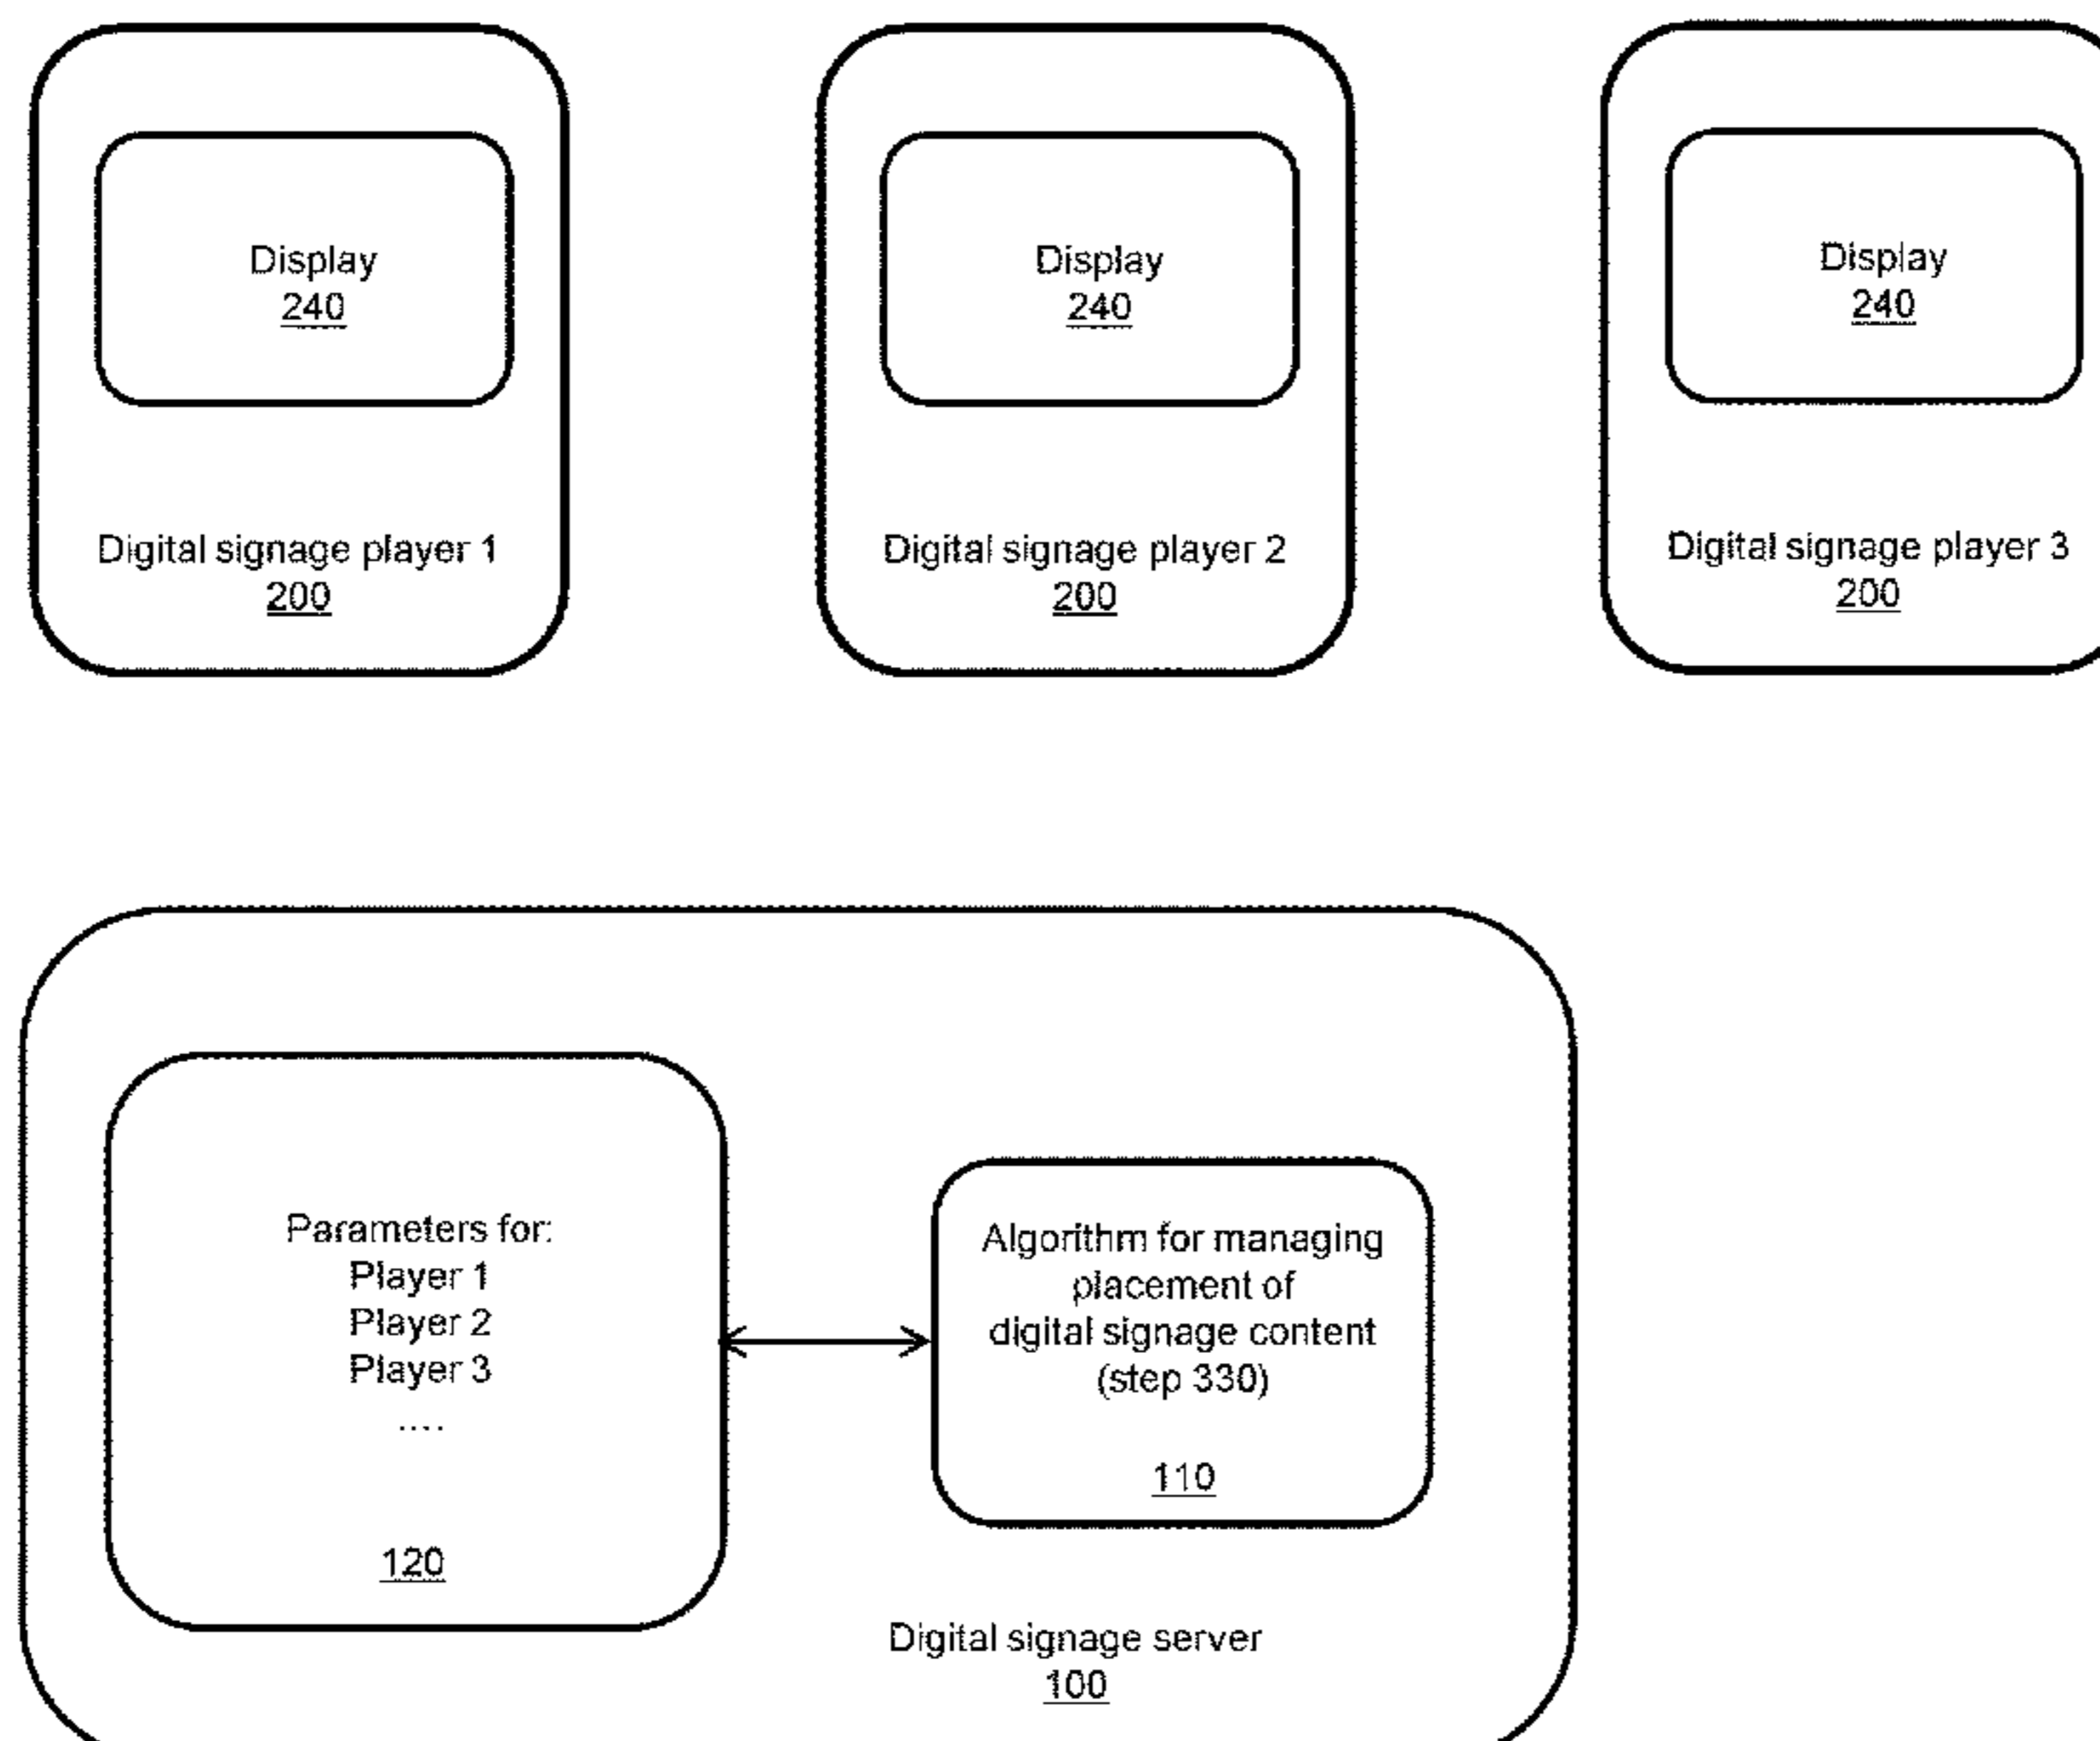 Display
240
Digital signage player 1
200
Display
240
Digital signage player 2
200
Display
240
Digital signage player 3
200
Parameters for:
Player 1
Player 2
Player 3
....
120
Algorithm for managing
placement of
digital signage content
(step 330)
110
Digital signage server
100